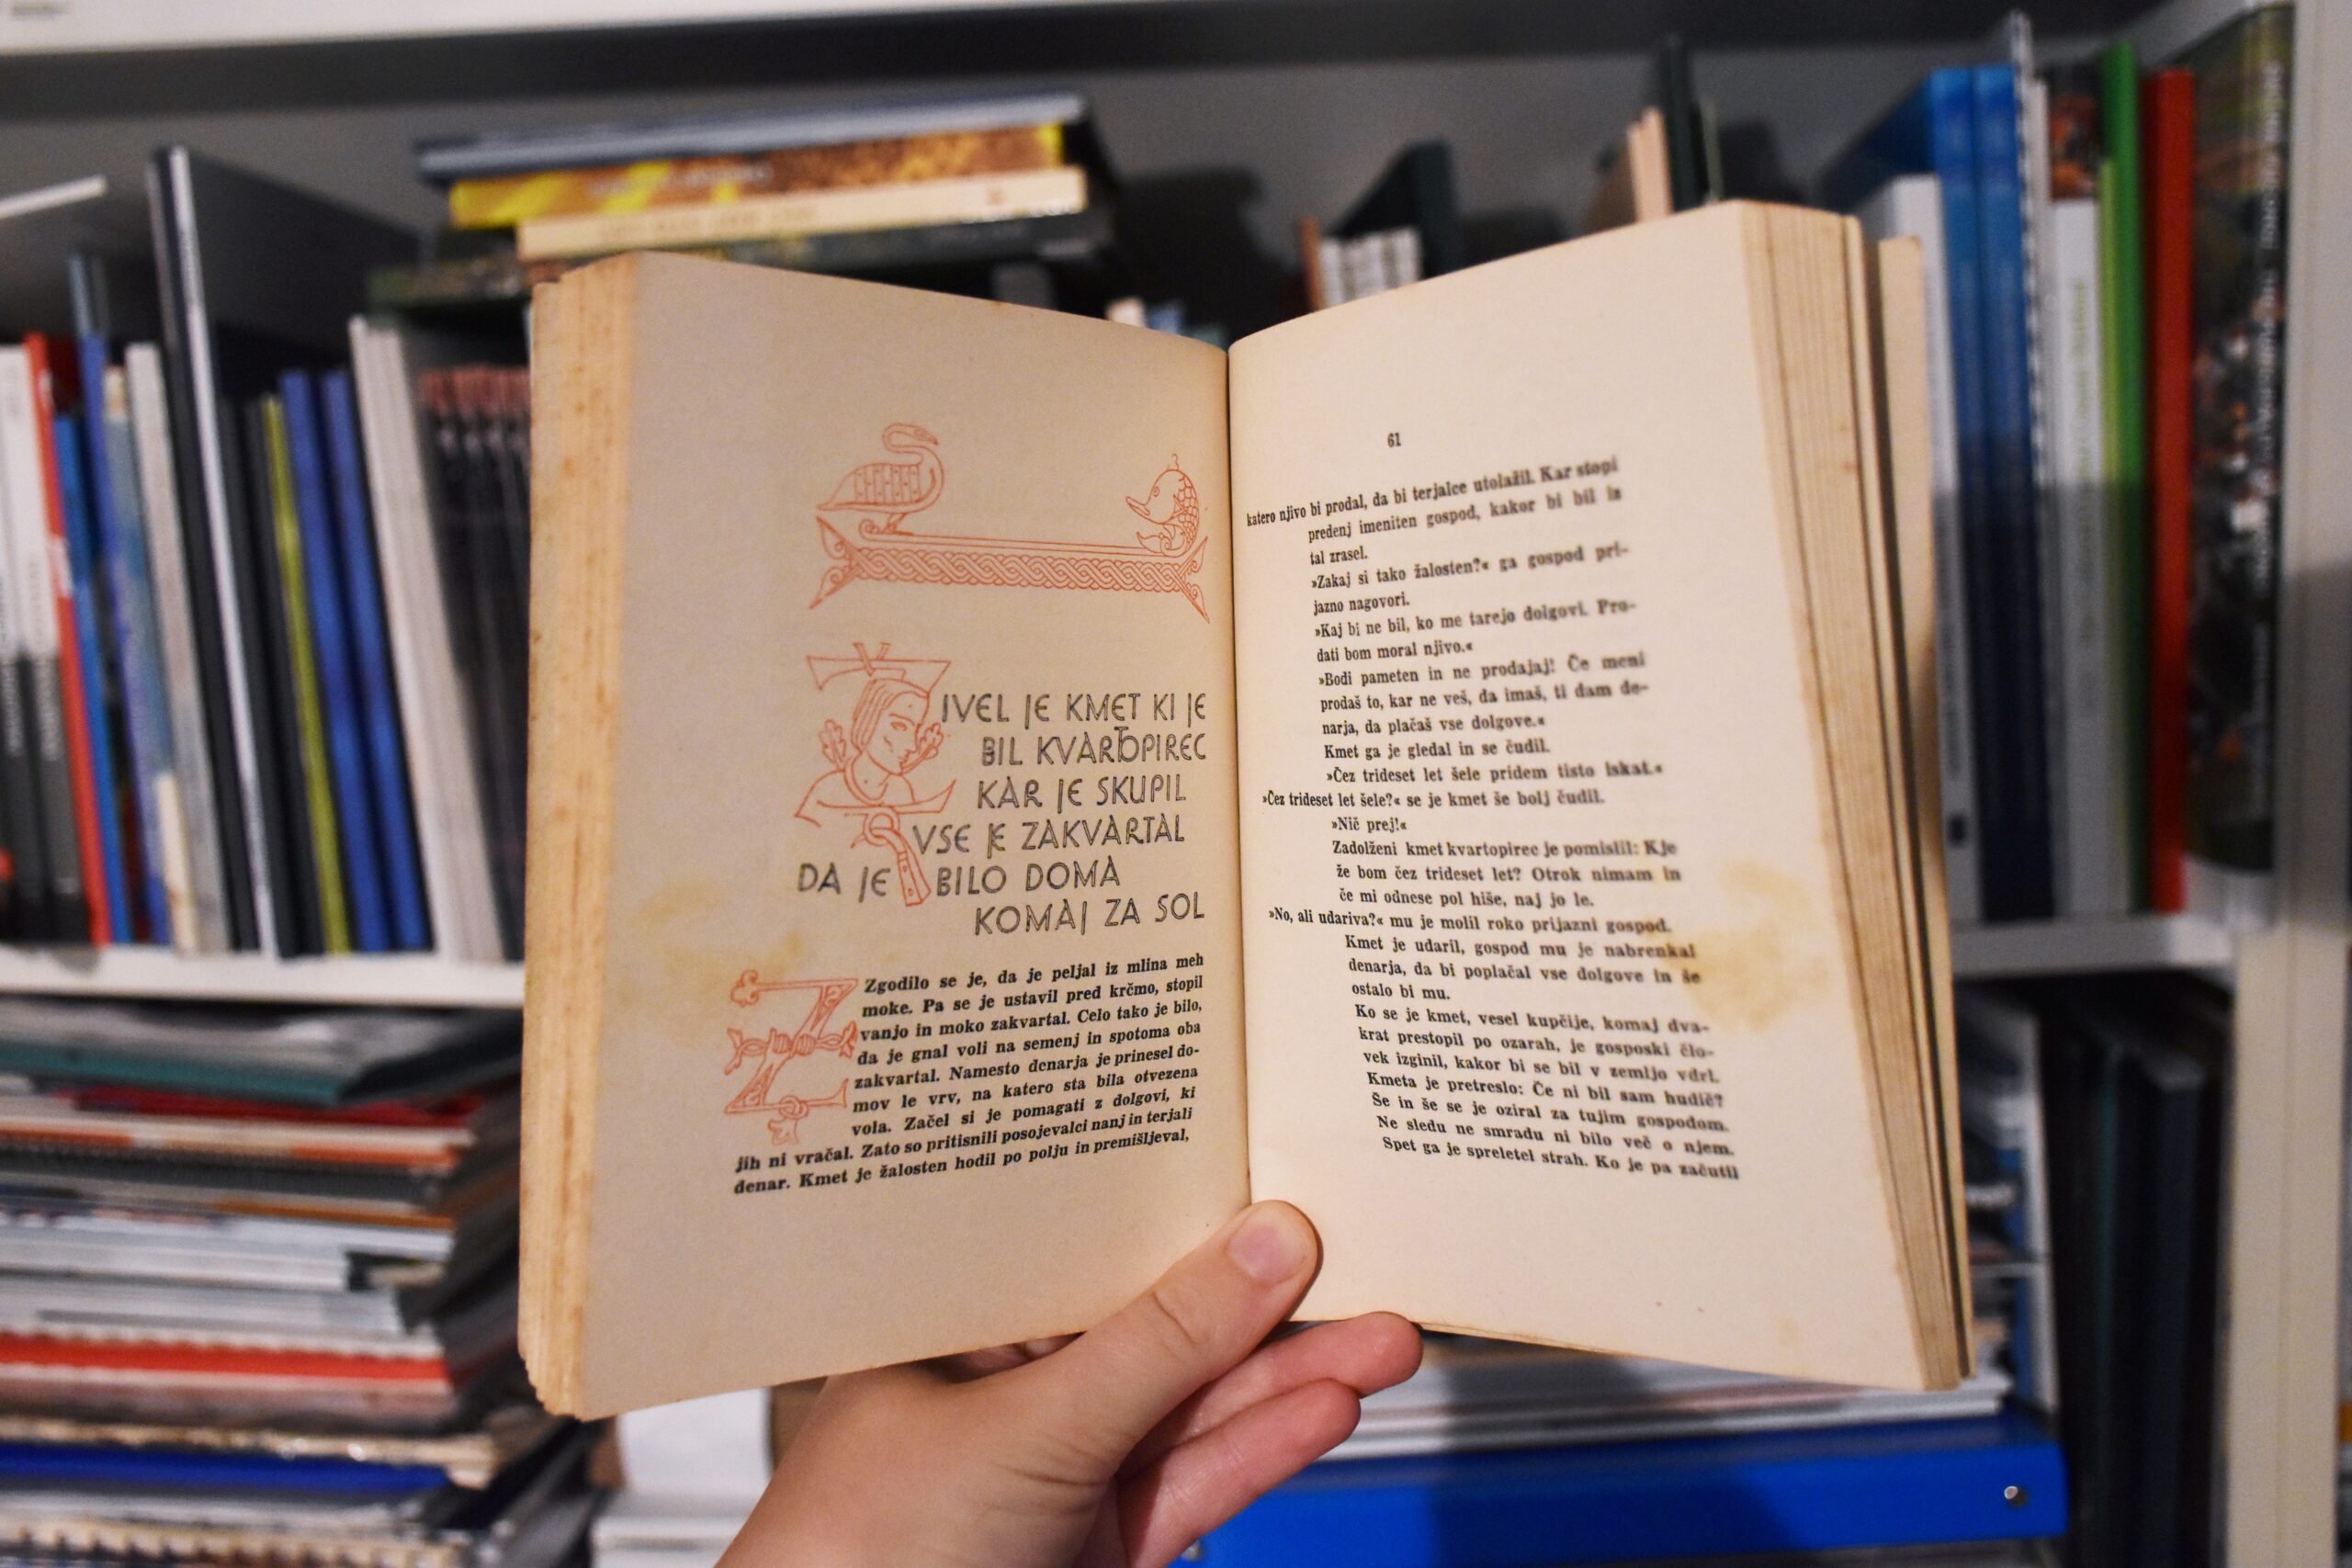 ŽIVEL JE KMET KI JE
BIL KVARTOPIREC
KAR JE SKUPIL
VSE JE ZAKVARTAL
DA JE BILO DOMA
KOMAJ ZA SOL
Zgodilo se je, da je peljal iz mlina meh
moke. Pa se je ustavil pred krčmo, stopil
vanjo in moko zakvartal. Celo tako je bilo,
da je gnal voli na semenj in spotoma oba
zakvartal. Namesto denarja je prinesel do-
mov le vrv, na katero sta bila otvezena
vola. Začel si je pomagati z dolgovi, ki
jih ni vračal. Zato so pritisnili posojevalci nanj in terjali
denar. Kmet je žalosten hodil po polju in premišljeval,
61
katero njivo bi prodal, da bi terjalce utolažil. Kar stopi
predenj imeniten gospod, kakor bi bil iz
tal zrasel.
»Zakaj si tako žalosten?« ga gospod pri-
jazno nagovori.
»Kaj bi ne bil, ko me tarejo dolgovi. Pro-
dati bom moral njivo.«
»Bodi pameten in ne prodajaj! Če meni
prodaš to, kar ne veš, da imaš, ti dam de-
narja, da plačaš vse dolgove.«
Kmet ga je gledal in se čudil.
»Čez trideset let šele pridem tisto iskat.«
»Čez trideset let šele?« se je kmet še bolj čudil.
»Nič prej!«
Zadolženi kmet kvartopirec je pomislil: Kje
že bom čez trideset let? Otrok nimam in
če mi odnese pol hiše, naj jo le.
»No, ali udariva?« mu je molil roko prijazni gospod.
Kmet je udaril, gospod mu je nabrenkal
denarja, da bi poplačal vse dolgove in še
ostalo bi mu.
Ko se je kmet, vesel kupčije, komaj dva-
krat prestopil po ozarah, je gosposki člo-
vek izginil, kakor bi se bil v zemljo vdrl.
Kmeta je pretreslo: Če ni bil sam hudič?
Še in še se je oziral za tujim gospodom.
Ne sledu ne smradu ni bilo več o njem.
Spet ga je spreletel strah. Ko je pa začutil